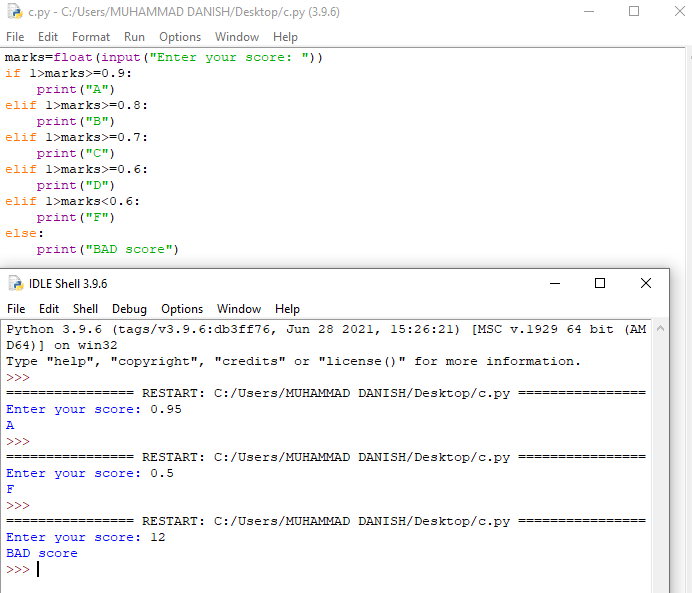 c.py - C:/Users/MUHAMMAD DANISH/Desktop/c.py (3.9.6)
File Edit Format Run Options Window Help
marks=float(input("Enter your score: "))
if 1>marks>=0.9:
    print("A")
elif 1>marks>=0.8:
    print("B")
elif 1>marks>=0.7:
    print("C")
elif 1>marks>=0.6:
    print("D")
elif 1>marks<0.6:
    print("F")
else:
    print("BAD score")
IDLE Shell 3.9.6
File Edit Shell Debug Options Window Help
Python 3.9.6 (tags/v3.9.6:db3ff76, Jun 28 2021, 15:26:21) [MSC v.1929 64 bit (AM
D64)] on win32
Type "help", "copyright", "credits" or "license()" for more information.
>>>
================ RESTART: C:/Users/MUHAMMAD DANISH/Desktop/c.py ================
Enter your score: 0.95
A
>>>
================ RESTART: C:/Users/MUHAMMAD DANISH/Desktop/c.py ================
Enter your score: 0.5
F
>>>
================ RESTART: C:/Users/MUHAMMAD DANISH/Desktop/c.py ================
Enter your score: 12
BAD score
>>>